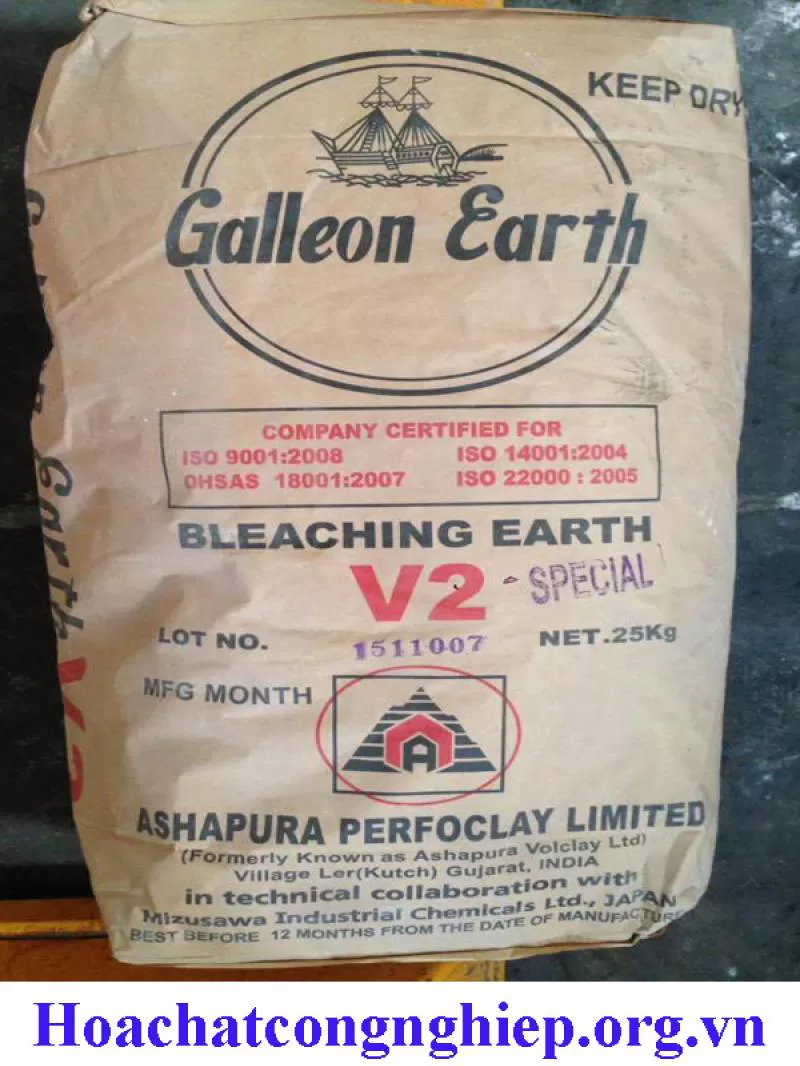 KEEP DRY
Galleon Earth
COMPANY CERTIFIED FOR
ISO 9001:2008 ISO 14001:2004
OHSAS 18001:2007 ISO 22000 : 2005
BLEACHING EARTH
V2 - SPECIAL
LOT NO. 1511007 NET.25Kg
MFG MONTH
A
ASHAPURA PERFOCLAY LIMITED
(Formerly Known as Ashapura Volclay Ltd)
Village Ler(Kutch) Gujarat, INDIA
in technical collaboration with
Mizusawa Industrial Chemicals Ltd., JAPAN
BEST BEFORE 12 MONTHS FROM THE DATE OF MANUFACTURE
Earth V2
Hoachatcongnghiep.org.vn